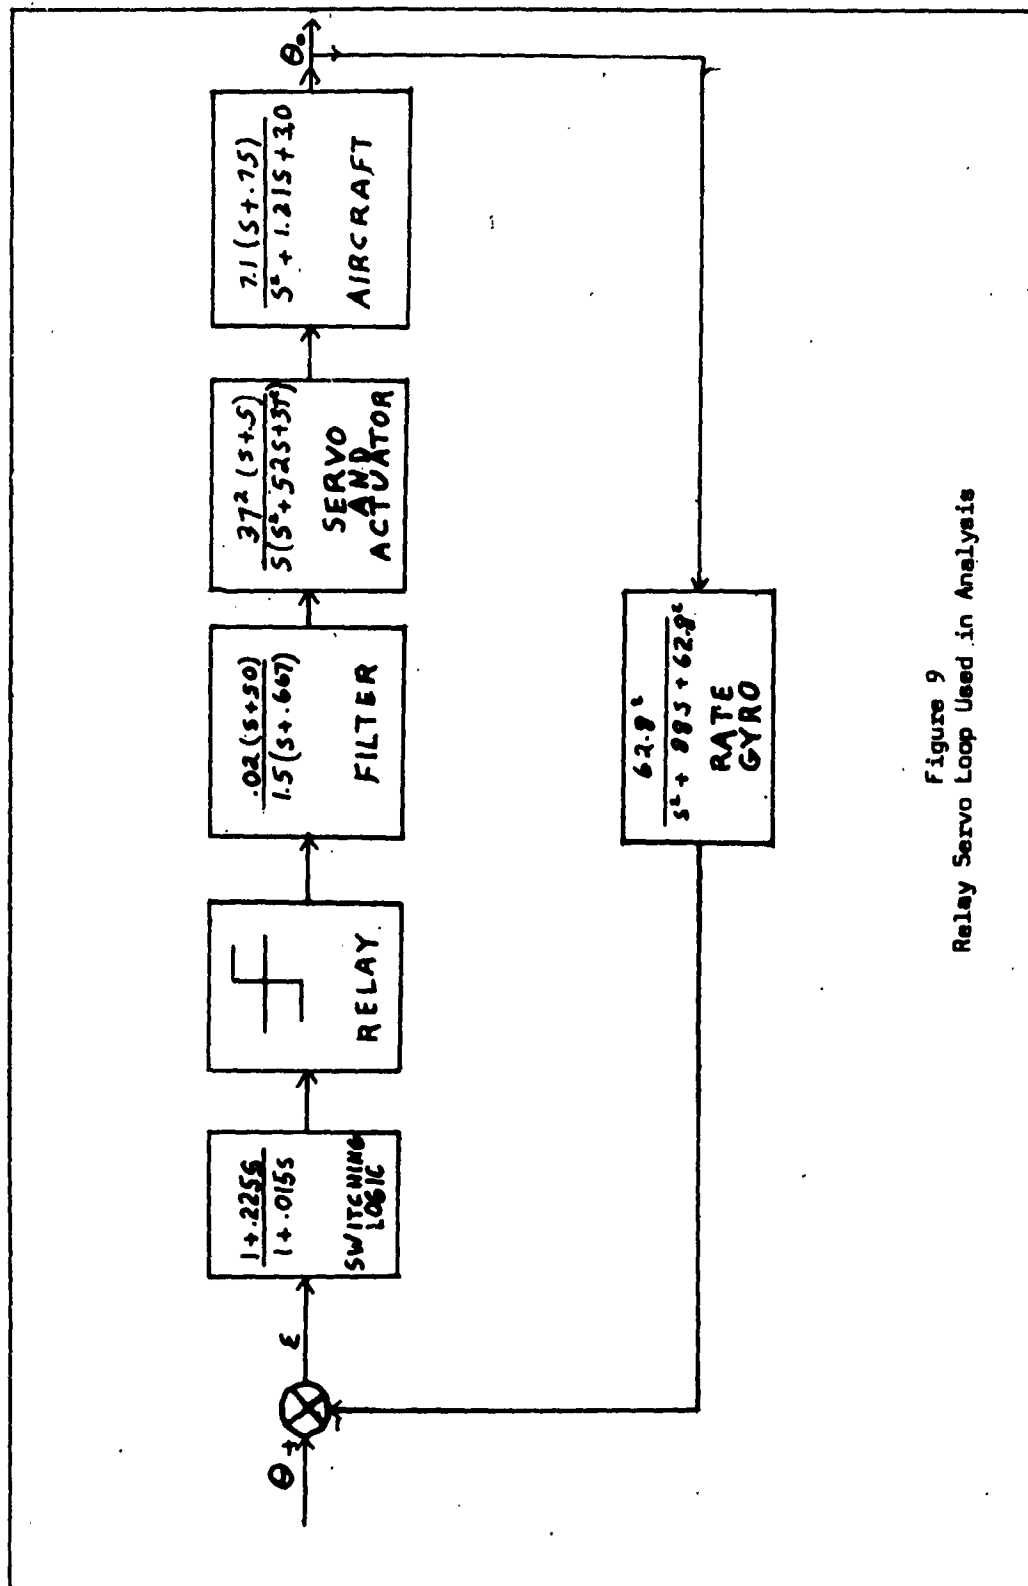 θ +
ε
1+.225S
1+.015S
SWITCHING
LOGIC
RELAY
.02(S+50)
1.5(S+.667)
FILTER
37² (S+.5)
S(S²+52S+37²)
SERVO
AND
ACTUATOR
7.1(S+.75)
S²+1.21S+30
AIRCRAFT
θo
62.8²
S²+88S+62.8²
RATE
GYRO
Figure 9
Relay Servo Loop Used in Analysis